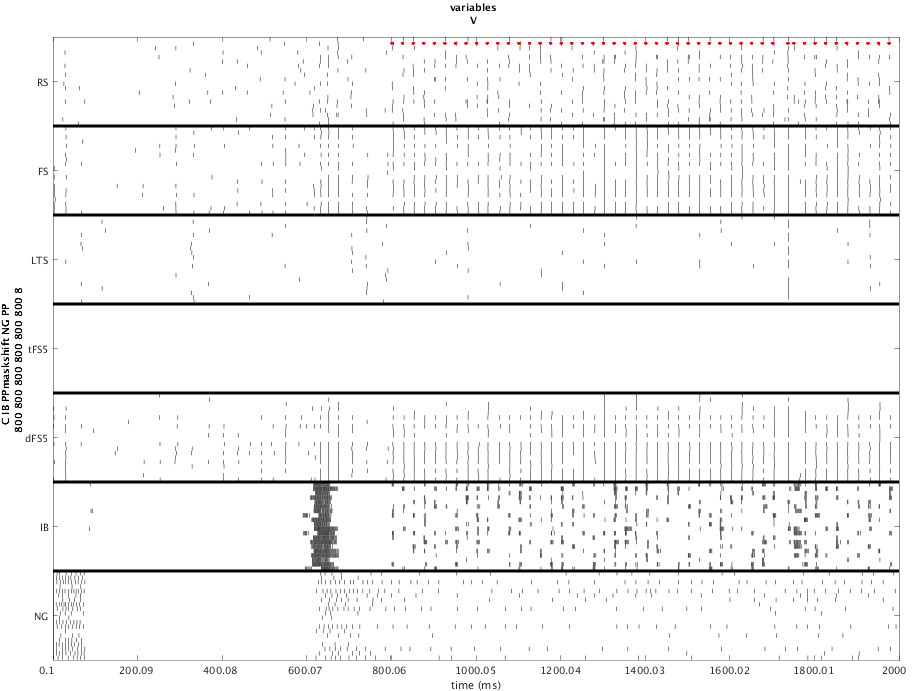 variables
V
RS
FS
LTS
tFS5
dFS5
IB
NG
C IB PPmaskshift NG PP
800 800 800 800 800 800 8
0.1 200.09 400.08 600.07 800.06 1000.05 1200.04 1400.03 1600.02 1800.01 2000
time (ms)